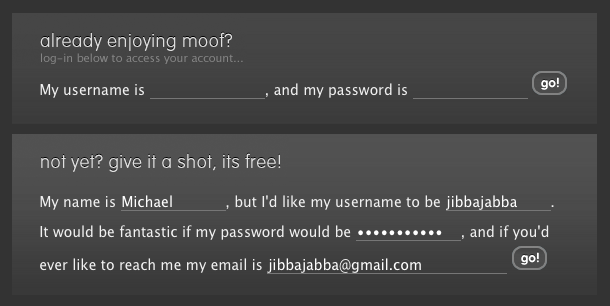 already enjoying moof?
log-in below to access your account...
My username is , and my password is go!
not yet? give it a shot, its free!
My name is Michael , but I'd like my username to be jibbajabba .
It would be fantastic if my password would be ••••••••••• , and if you'd
ever like to reach me my email is jibbajabba@gmail.com go!